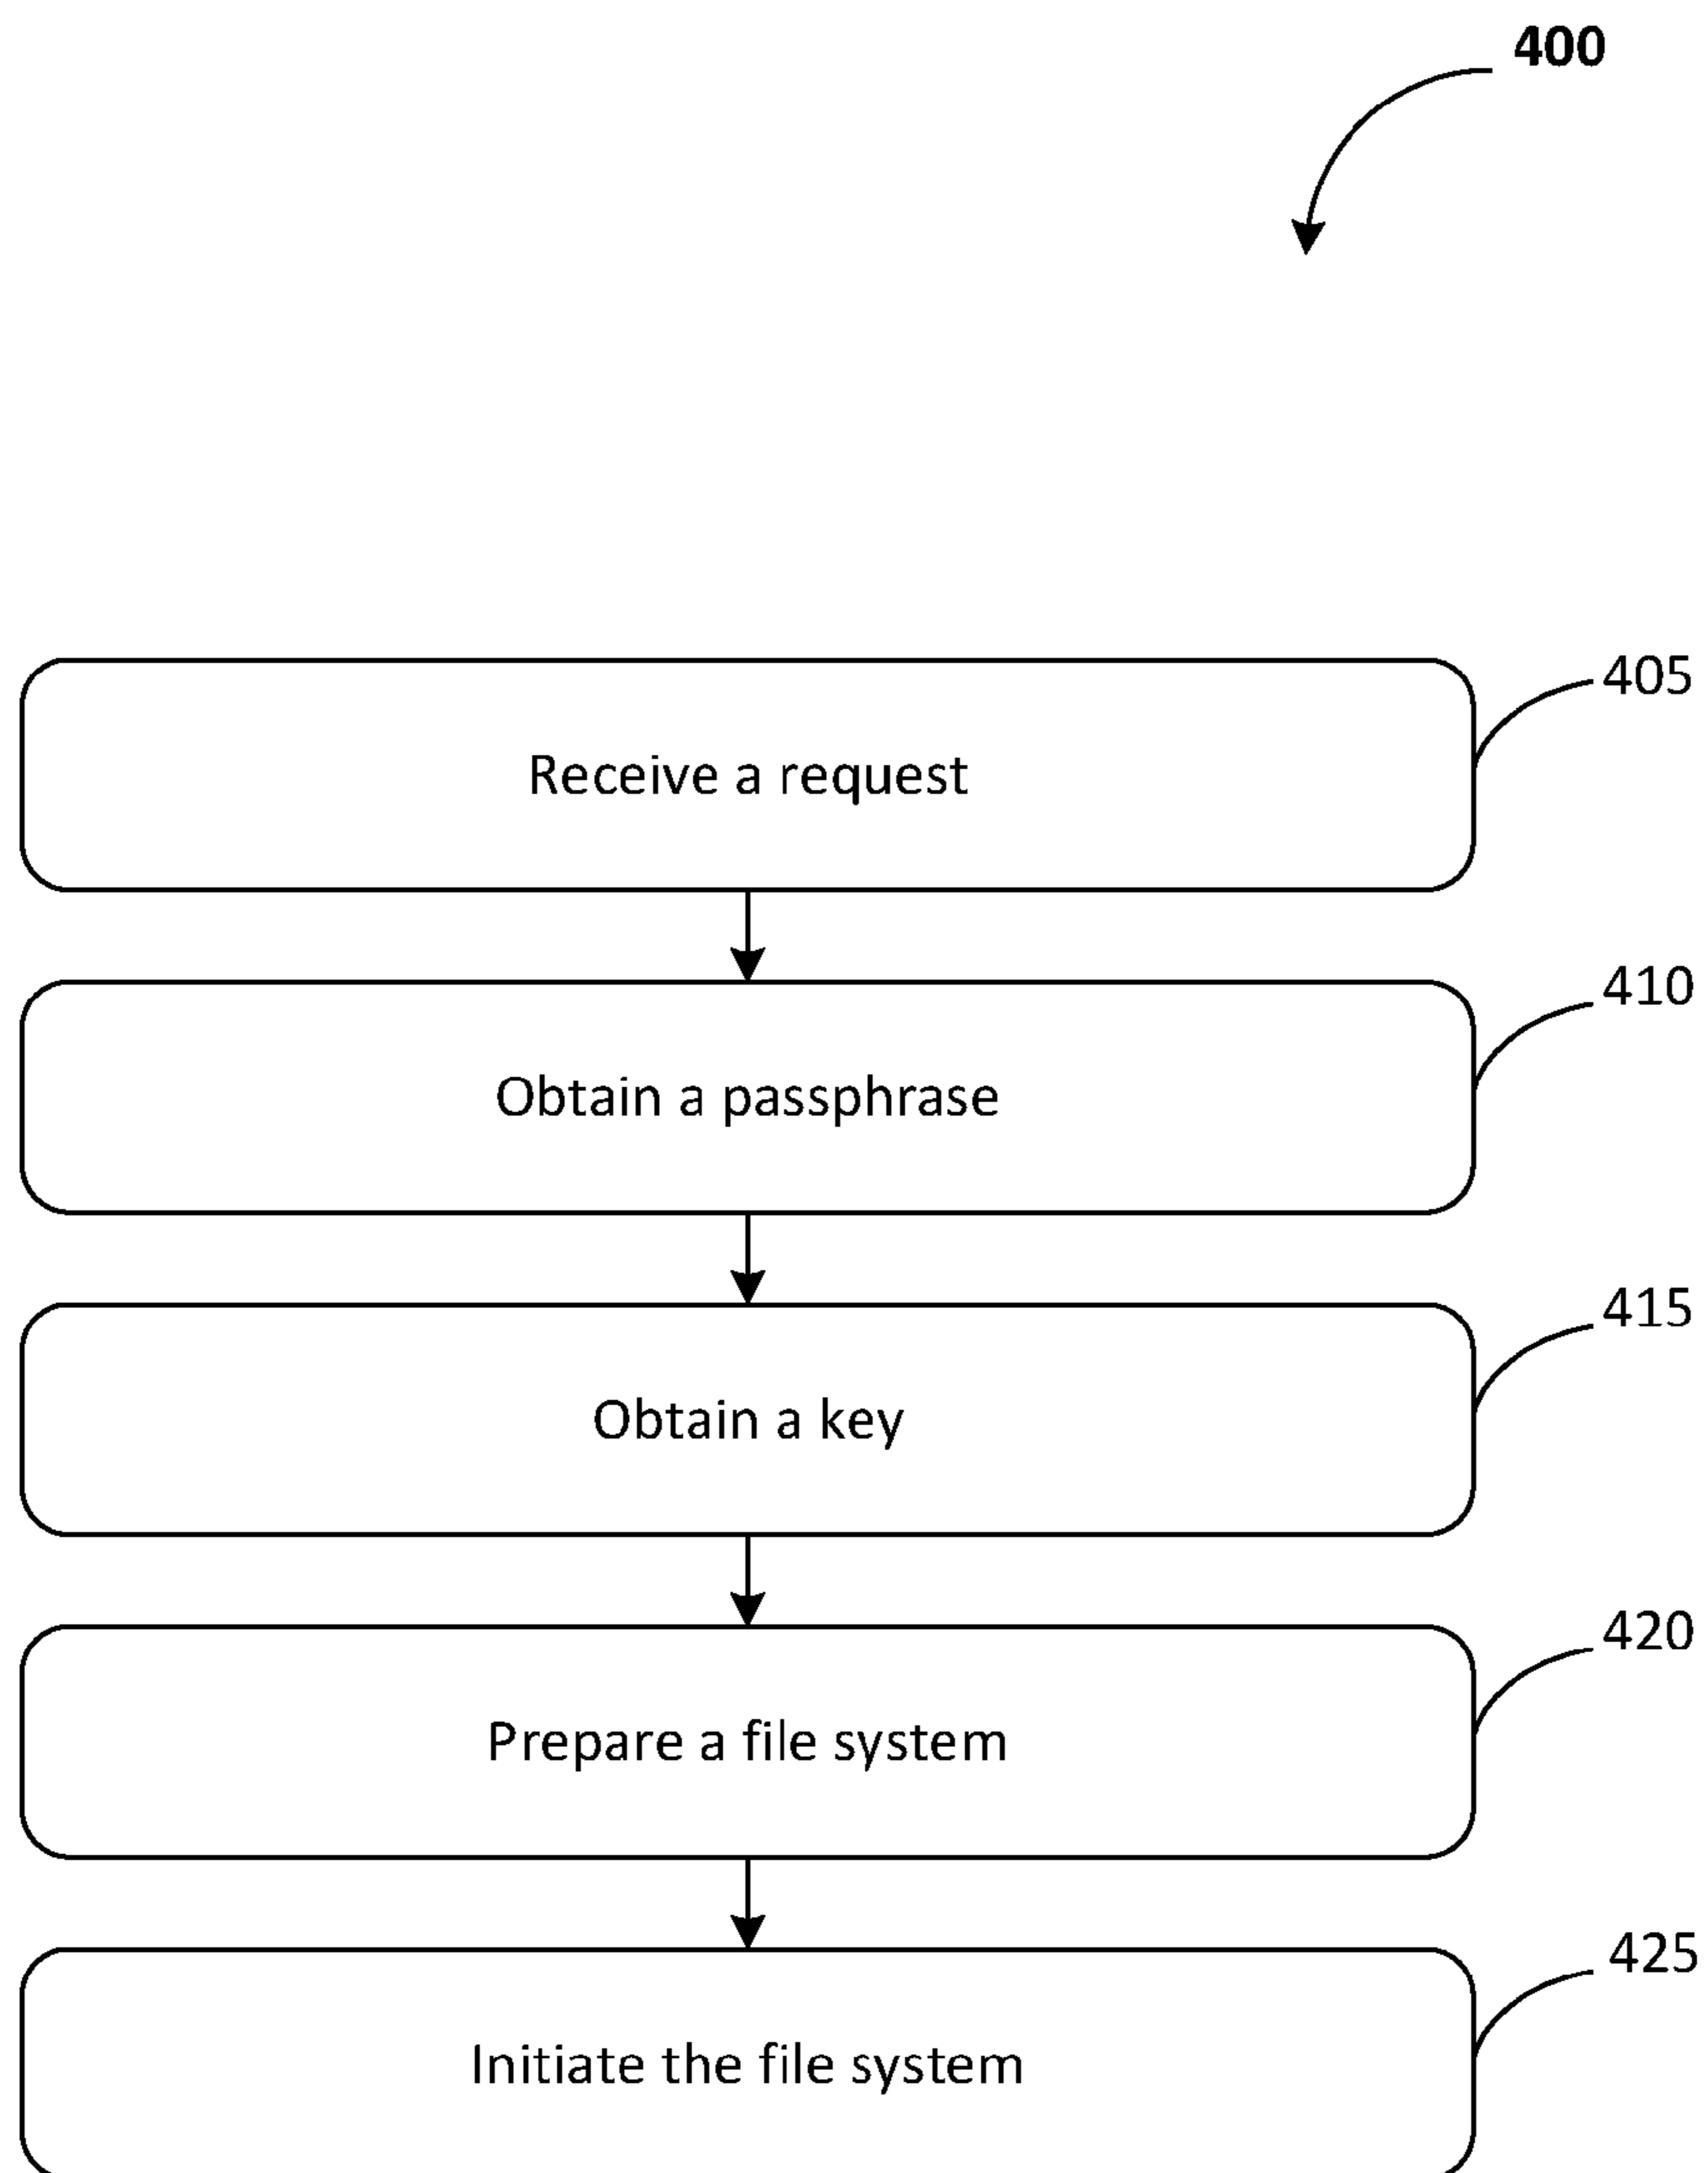 400
405
Receive a request
410
Obtain a passphrase
415
Obtain a key
420
Prepare a file system
425
Initiate the file system